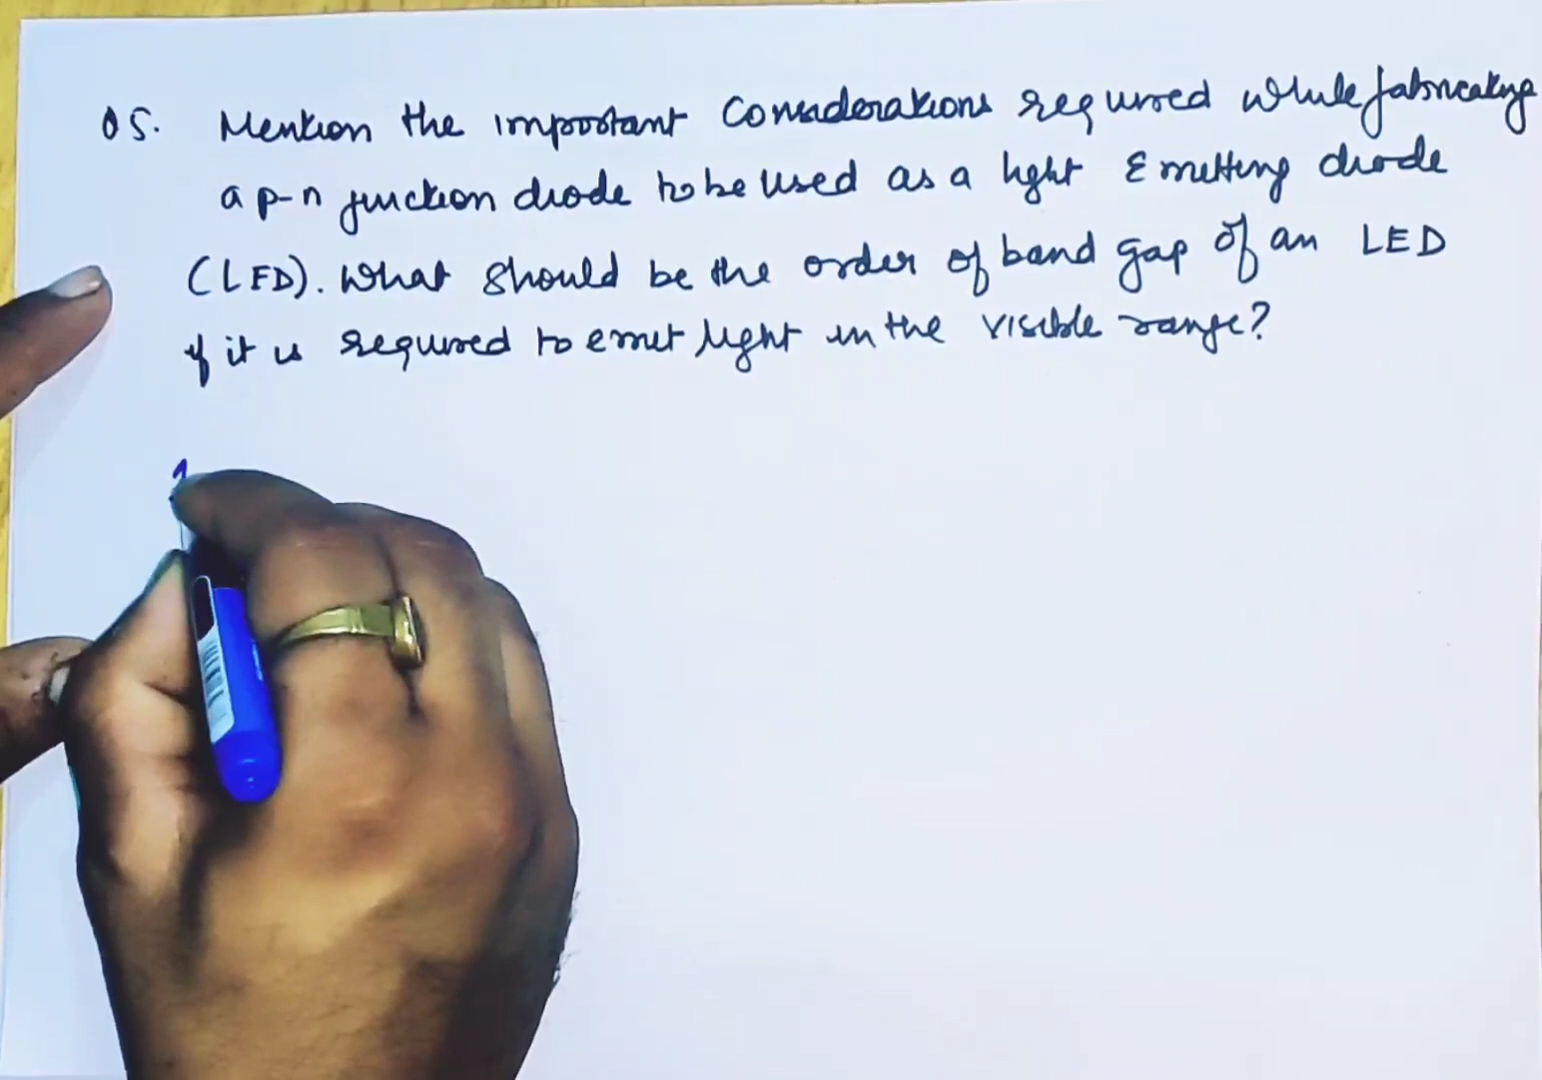 05. Mention the important Considerations required while fabricating
a p-n junction diode to be used as a light Emitting diode
(LED). What should be the order of band gap of an LED
if it is required to emit light in the visible range?